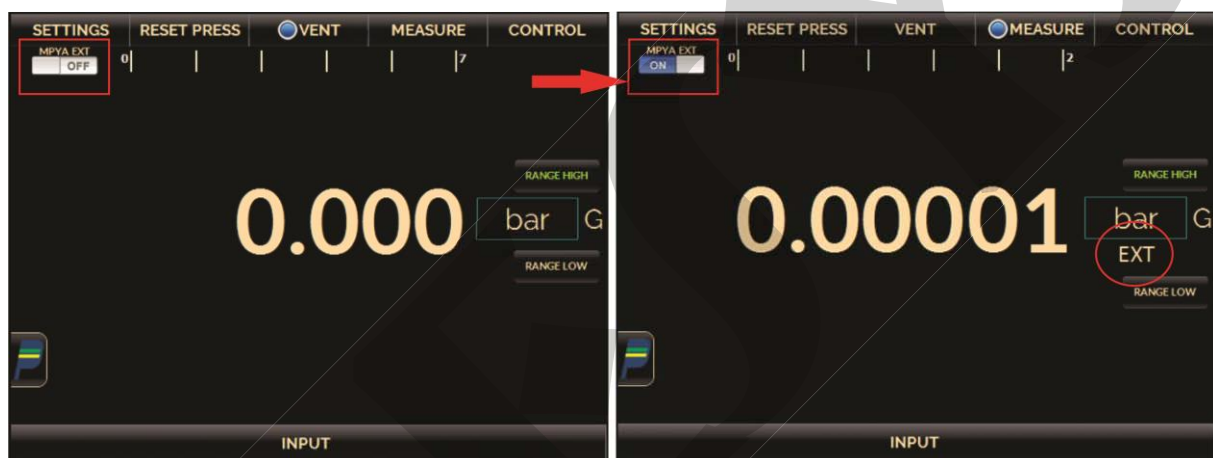 SETTINGS RESET PRESS VENT MEASURE CONTROL
MPYA EXT
OFF
0 7
RANGE HIGH
0.000 bar G
RANGE LOW
INPUT
SETTINGS RESET PRESS VENT MEASURE CONTROL
MPYA EXT
ON
0 2
RANGE HIGH
0.00001 bar G
EXT
RANGE LOW
INPUT